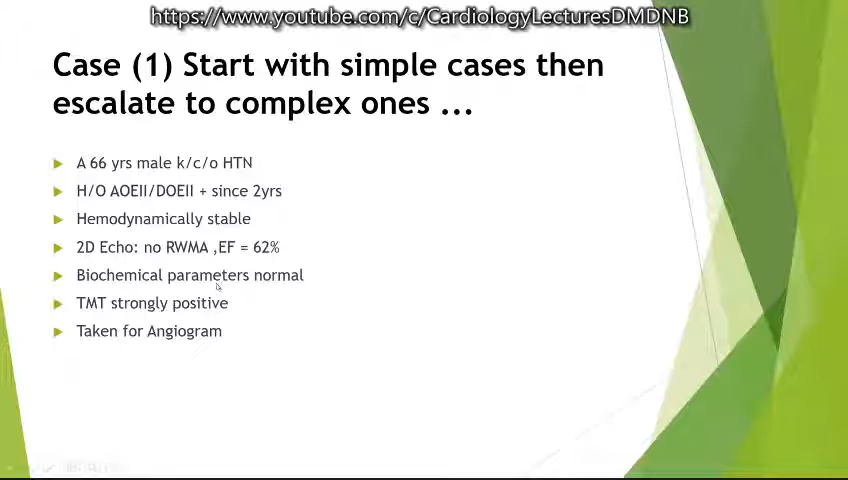 https://www.youtube.com/c/CardiologyLecturesDMDNB
Case (1) Start with simple cases then
escalate to complex ones ...
A 66 yrs male k/c/o HTN
H/O AOEII/DOEII + since 2yrs
Hemodynamically stable
2D Echo: no RWMA ,EF = 62%
Biochemical parameters normal
TMT strongly positive
Taken for Angiogram